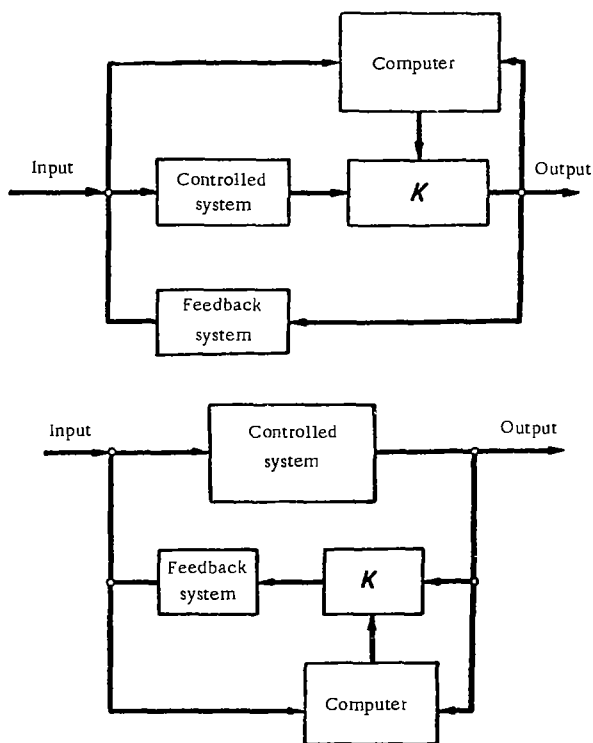 Computer
Input
Controlled
system
K
Output
Feedback
system
Input
Controlled
system
Output
Feedback
system
K
Computer